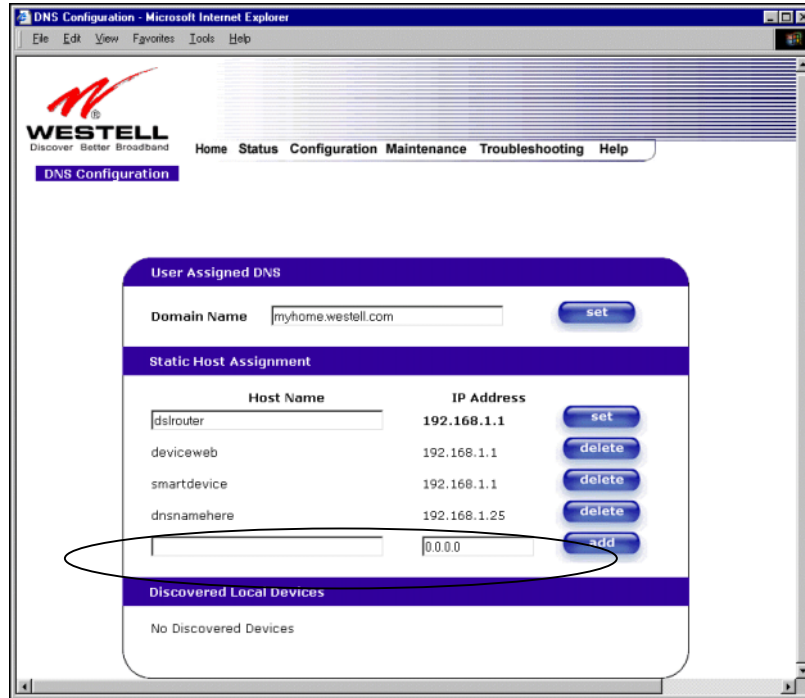 DNS Configuration - Microsoft Internet Explorer
File Edit View Favorites Tools Help
®
WESTELL
Discover Better Broadband
Home Status Configuration Maintenance Troubleshooting Help
DNS Configuration
User Assigned DNS
Domain Name myhome.westell.com set
Static Host Assignment
Host Name IP Address
dslrouter 192.168.1.1 set
deviceweb 192.168.1.1 delete
smartdevice 192.168.1.1 delete
dnsnamehere 192.168.1.25 delete
0.0.0.0 add
Discovered Local Devices
No Discovered Devices